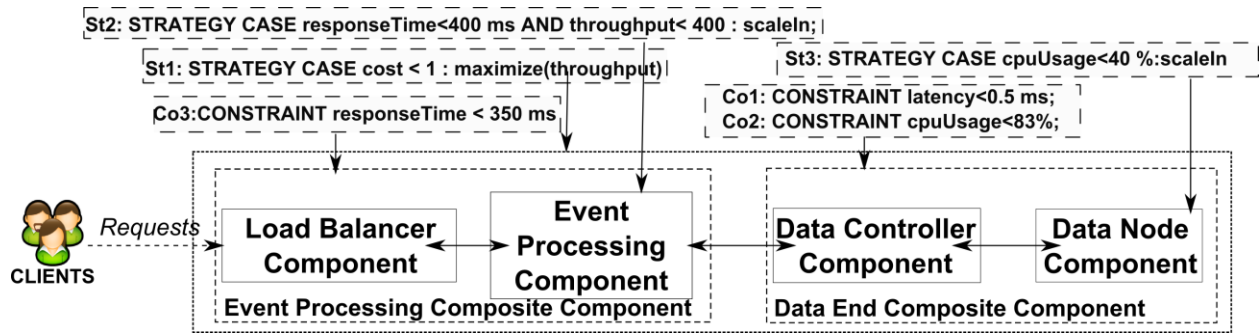 St2: STRATEGY CASE responseTime<400 ms AND throughput< 400 : scaleIn;
St1: STRATEGY CASE cost < 1 : maximize(throughput)
St3: STRATEGY CASE cpuUsage<40 %:scaleIn
Co3:CONSTRAINT responseTime < 350 ms
Co1: CONSTRAINT latency<0.5 ms;
Co2: CONSTRAINT cpuUsage<83%;
CLIENTS
Requests
Load Balancer
Component
Event
Processing
Component
Event Processing Composite Component
Data Controller
Component
Data Node
Component
Data End Composite Component